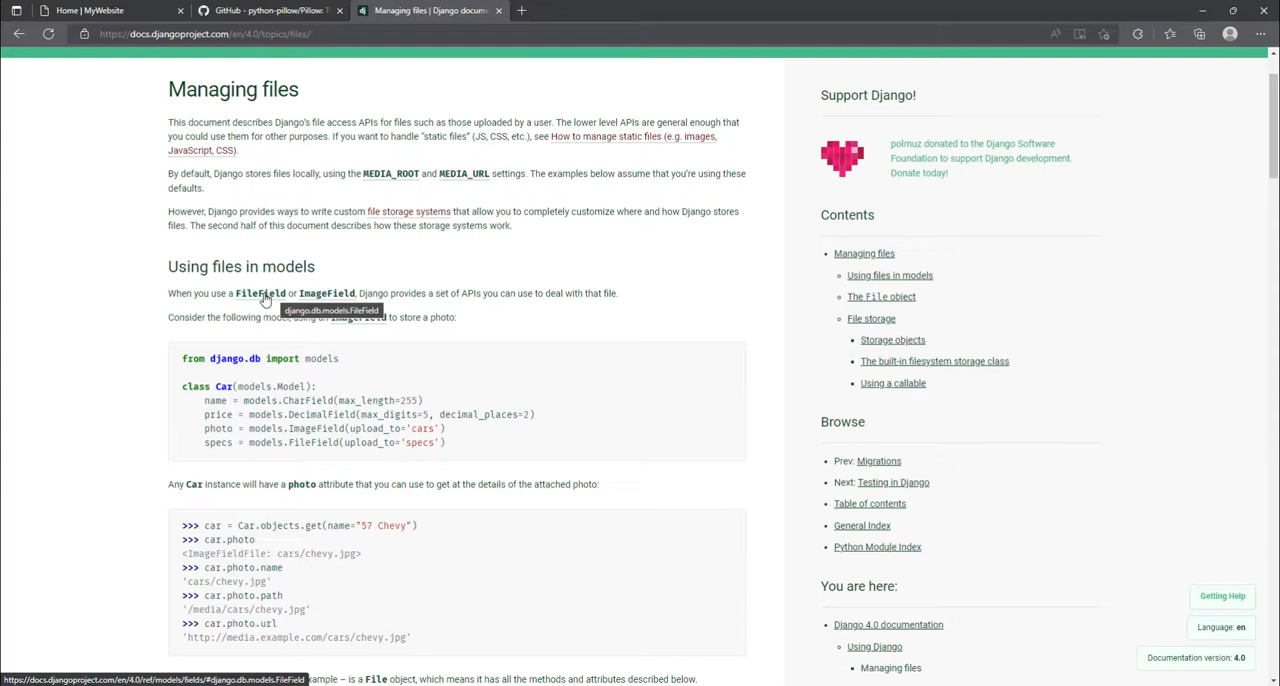 Home | MyWebsite
GitHub - python-pillow/Pillow: T
Managing files | Django docume
https://docs.djangoproject.com/en/4.0/topics/files/
Managing files
This document describes Django's file access APIs for files such as those uploaded by a user. The lower level APIs are general enough that
you could use them for other purposes. If you want to handle "static files" (JS, CSS, etc.), see How to manage static files (e.g. images,
JavaScript, CSS).
By default, Django stores files locally, using the MEDIA_ROOT and MEDIA_URL settings. The examples below assume that you're using these
defaults.
However, Django provides ways to write custom file storage systems that allow you to completely customize where and how Django stores
files. The second half of this document describes how these storage systems work.
Using files in models
When you use a FileField or ImageField, Django provides a set of APIs you can use to deal with that file.
django.db.models.FileField
Consider the following model, using an ImageField to store a photo:
from django.db import models
class Car(models.Model):
name = models.CharField(max_length=255)
price = models.DecimalField(max_digits=5, decimal_places=2)
photo = models.ImageField(upload_to='cars')
specs = models.FileField(upload_to='specs')
Any Car instance will have a photo attribute that you can use to get at the details of the attached photo:
>>> car = Car.objects.get(name="57 Chevy")
>>> car.photo
<ImageFieldFile: cars/chevy.jpg>
>>> car.photo.name
'cars/chevy.jpg'
>>> car.photo.path
'/media/cars/chevy.jpg'
>>> car.photo.url
'http://media.example.com/cars/chevy.jpg'
example – is a File object, which means it has all the methods and attributes described below.
https://docs.djangoproject.com/en/4.0/ref/models/fields/#django.db.models.FileField
Support Django!
polmuz donated to the Django Software
Foundation to support Django development.
Donate today!
Contents
Managing files
Using files in models
The File object
File storage
Storage objects
The built-in filesystem storage class
Using a callable
Browse
Prev: Migrations
Next: Testing in Django
Table of contents
General Index
Python Module Index
You are here:
Django 4.0 documentation
Using Django
Managing files
Getting Help
Language: en
Documentation version: 4.0